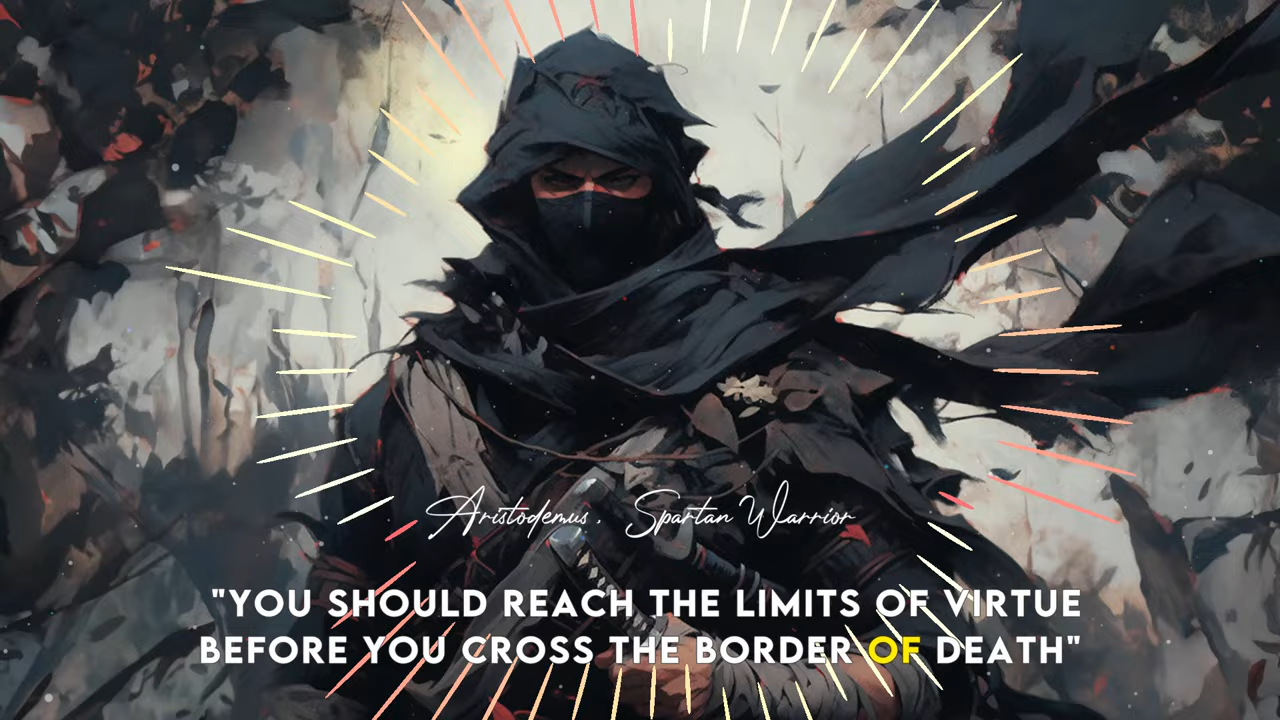 Aristodemus, Spartan Warrior
"YOU SHOULD REACH THE LIMITS OF VIRTUE
BEFORE YOU CROSS THE BORDER OF DEATH"